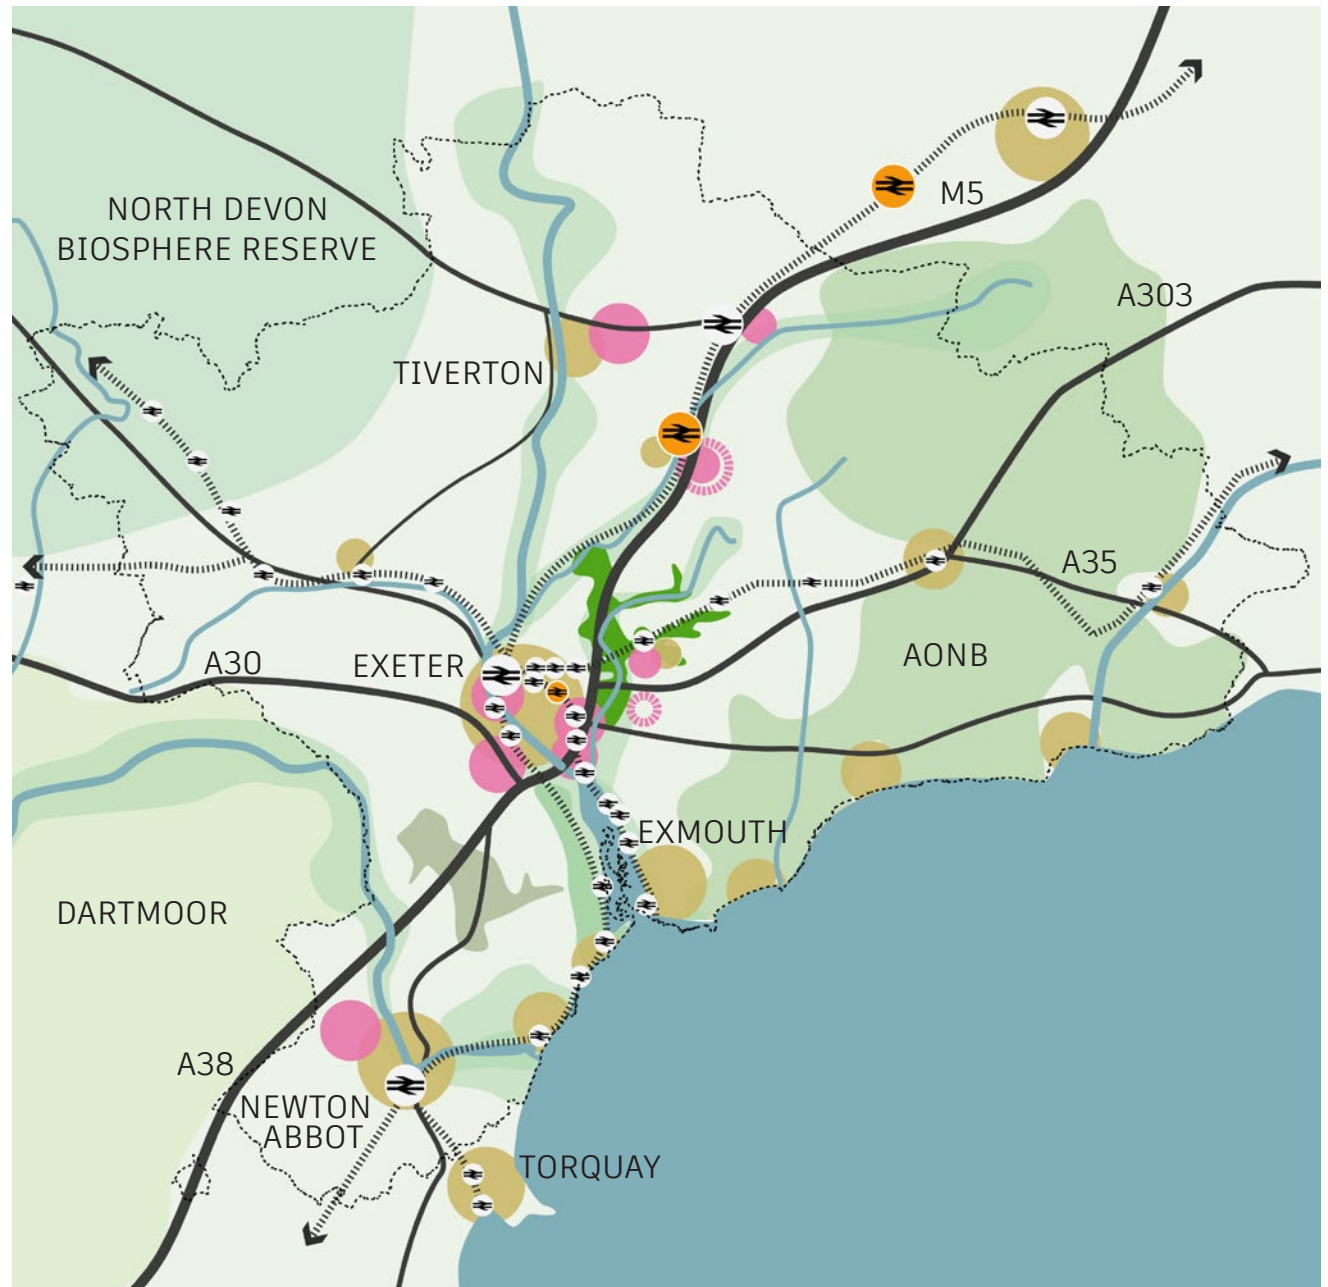 NORTH DEVON
BIOSPHERE RESERVE
M5
A303
TIVERTON
A35
A30
EXETER
AONB
EXMOUTH
DARTMOOR
A38
NEWTON
ABBOT
TORQUAY